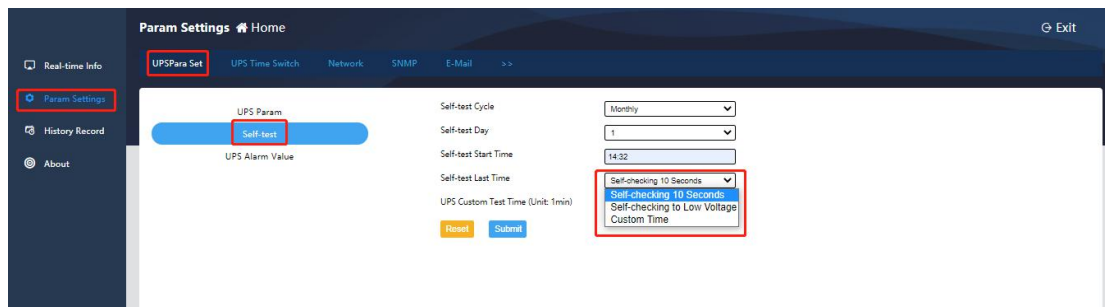 Param Settings Home
Exit
Real-time Info
Param Settings
History Record
About
UPSPara Set UPS Time Switch Network SNMP E-Mail >>
UPS Param
Self-test
UPS Alarm Value
Self-test Cycle Monthly
Self-test Day 1
Self-test Start Time 14:32
Self-test Last Time Self-checking 10 Seconds
Self-checking 10 Seconds
Self-checking to Low Voltage
Custom Time
UPS Custom Test Time (Unit: 1min)
Reset Submit